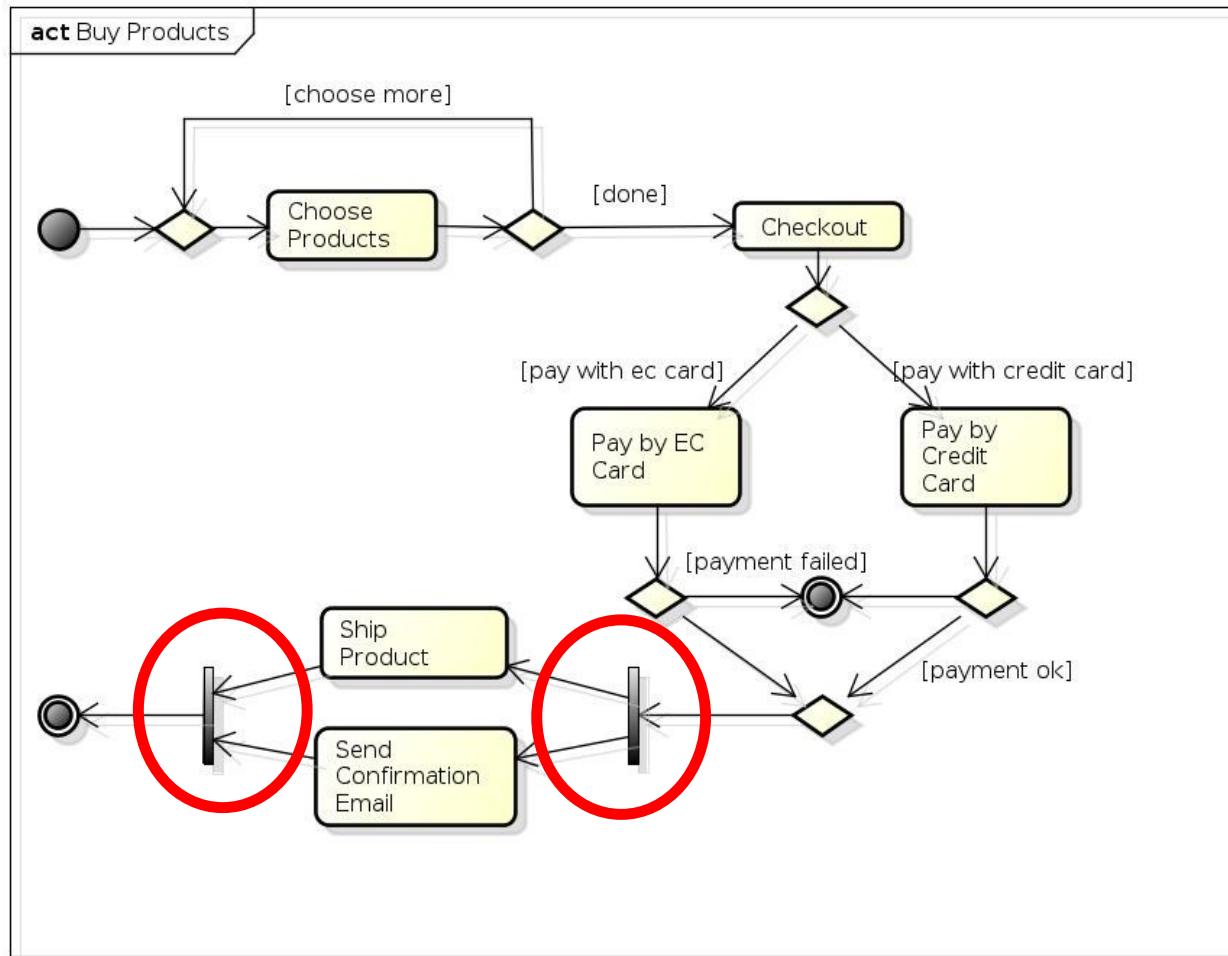 act Buy Products
[choose more]
[done]
Choose
Products
Checkout
[pay with ec card]
[pay with credit card]
Pay by EC
Card
Pay by
Credit
Card
[payment failed]
Ship
Product
[payment ok]
Send
Confirmation
Email